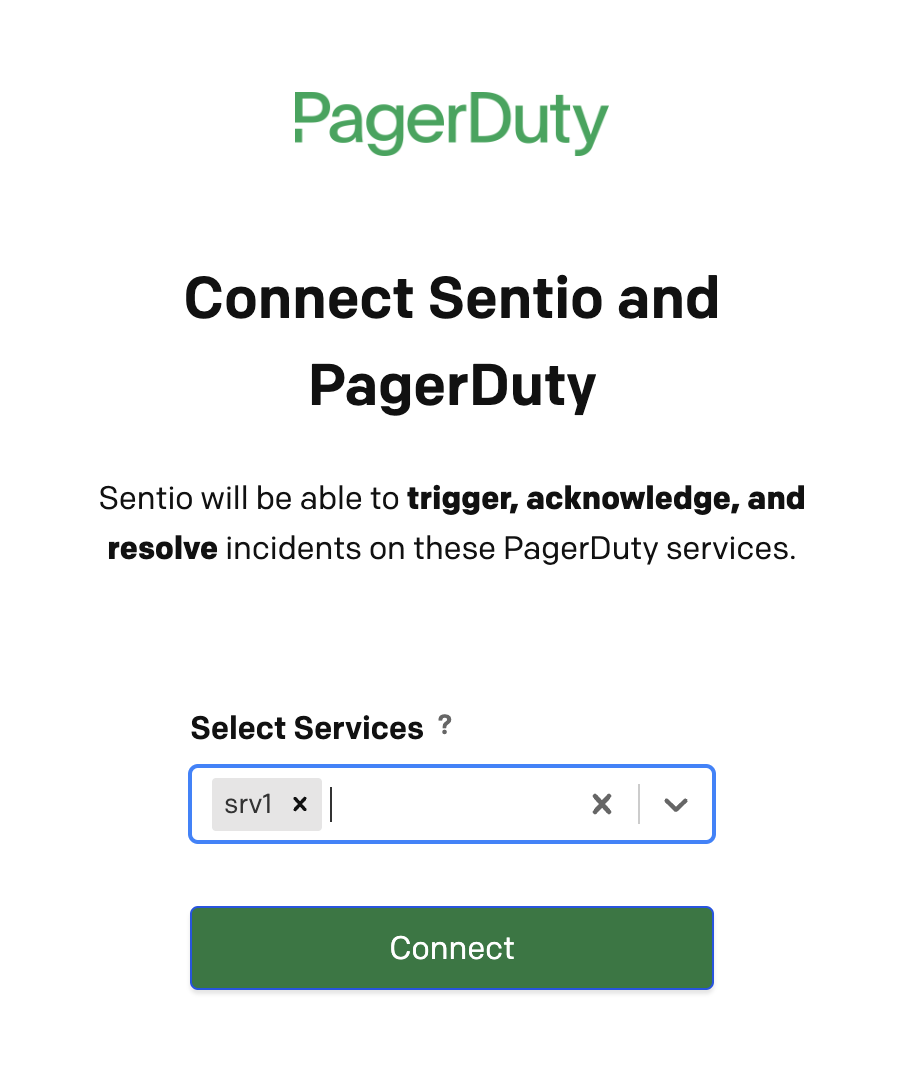 PagerDuty
Connect Sentio and
PagerDuty
Sentio will be able to trigger, acknowledge, and
resolve incidents on these PagerDuty services.
Select Services ?
srv1
Connect